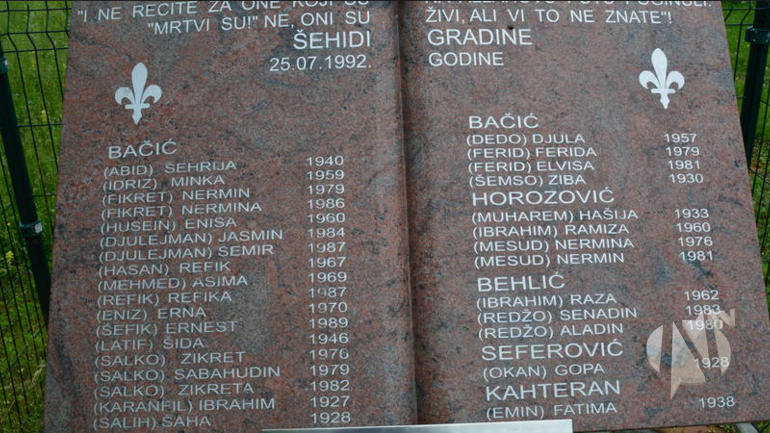 "I NE RECITE ZA ONE KOJI SU
"MRTVI SU!" NE, ONI SU
ŠEHIDI
25.07.1992.
BAČIĆ
(ABID) ŠEHRIJA 1940
(IDRIZ) MINKA 1959
(FIKRET) NERMIN 1979
(FIKRET) NERMINA 1986
(HUSEIN) ENIŠA 1960
(DJULEJMAN) JASMIN 1984
(DJULEJMAN) SEMIR 1987
(HASAN) REFIK 1967
(MEHMED) ASIMA 1969
(REFIK) REFIKA 1987
(ENIZ) ERNA 1970
(ŠEFIK) ERNEST 1989
(LATIF) ŠIDA 1946
(SALKO) ZIKRET 1976
(SALKO) SABAHUDIN 1979
(SALKO) ZIKRETA 1982
(KARANFIL) IBRAHIM 1927
(SALIH) SAHA 1928
ŽIVI, ALI VI TO NE ZNATE"!
GRADINE
GODINE
BAČIĆ
(DEDO) DJULA 1957
(FERID) FERIDA 1979
(FERID) ELVISA 1981
(ŠEMSO) ZIBA 1930
HOROZOVIĆ
(MUHAREM) HAŠIJA 1933
(IBRAHIM) RAMIZA 1960
(MESUD) NERMINA 1976
(MESUD) NERMIN 1981
BEHLIĆ
(IBRAHIM) RAZA 1962
(REDŽO) SENADIN 1983
(REDŽO) ALADIN 1980
SEFEROVIĆ
(OKAN) GOPA 1928
KAHTERAN
(EMIN) FATIMA 1938